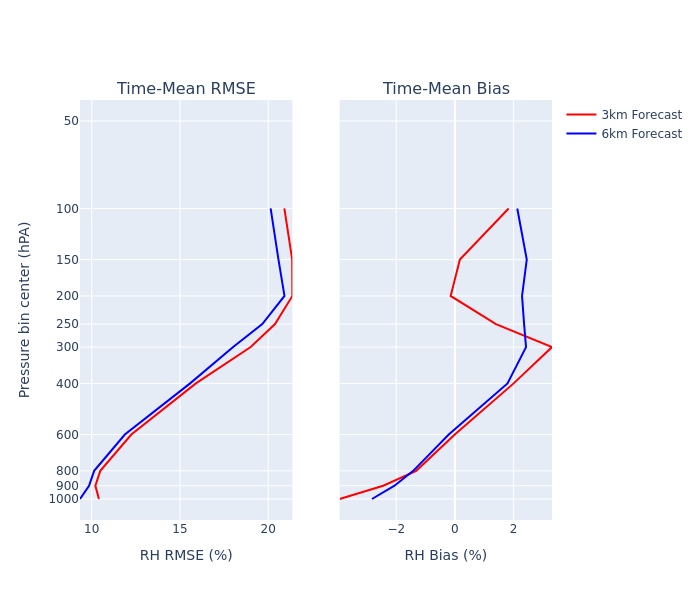 Time-Mean RMSE
Time-Mean Bias
3km Forecast
6km Forecast
Pressure bin center (hPA)
50
100
150
200
250
300
400
600
800
900
1000
10
15
20
−2
0
2
RH RMSE (%)
RH Bias (%)